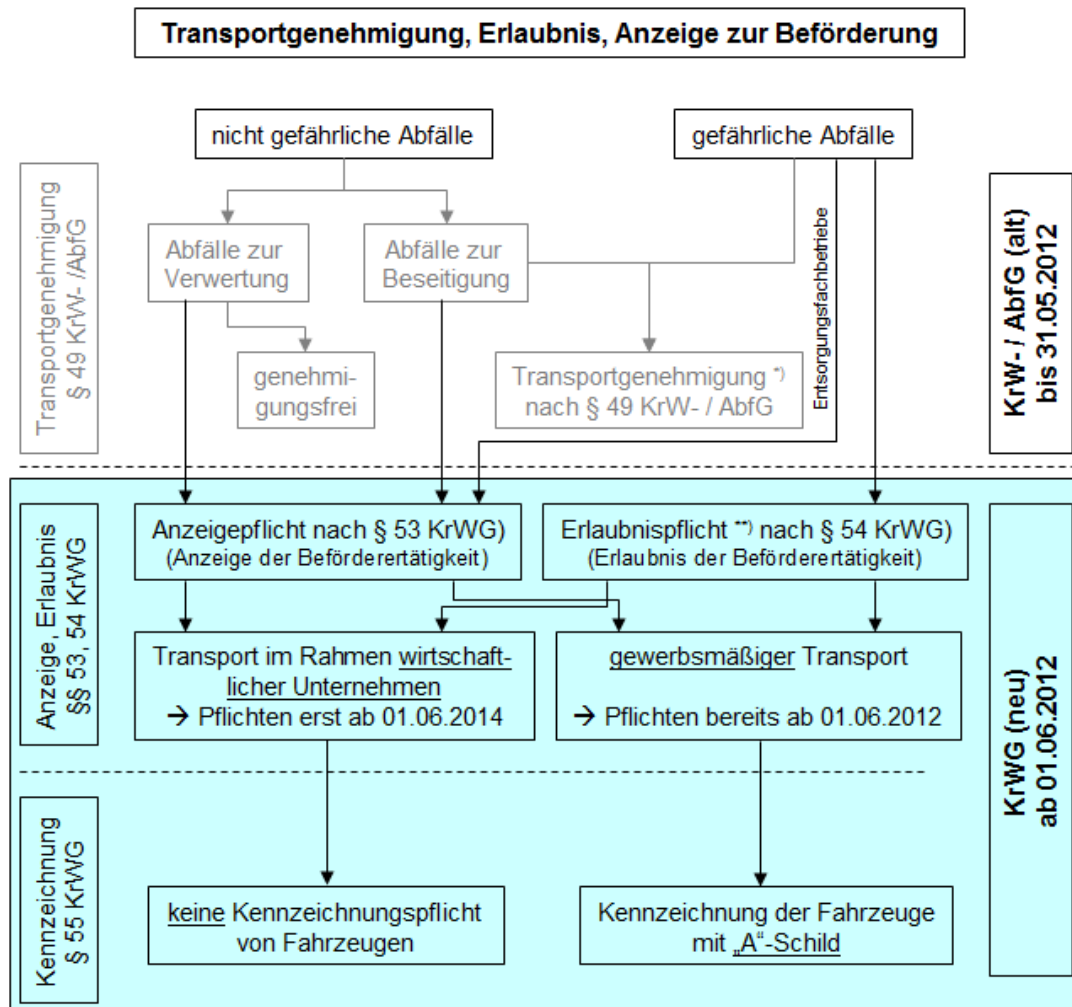 Transportgenehmigung, Erlaubnis, Anzeige zur Beförderung
nicht gefährliche Abfälle
gefährliche Abfälle
Transportgenehmigung
§ 49 KrW- /AbfG
Abfälle zur
Verwertung
Abfälle zur
Beseitigung
Entsorgungsfachbetriebe
KrW- / AbfG (alt)
bis 31.05.2012
genehmi-
gungsfrei
Transportgenehmigung *)
nach § 49 KrW- / AbfG
Anzeige, Erlaubnis
§§ 53, 54 KrWG
Anzeigepflicht nach § 53 KrWG)
(Anzeige der Beförderertätigkeit)
Erlaubnispflicht **) nach § 54 KrWG)
(Erlaubnis der Beförderertätigkeit)
Transport im Rahmen wirtschaft-
licher Unternehmen
→ Pflichten erst ab 01.06.2014
gewerbsmäßiger Transport
→ Pflichten bereits ab 01.06.2012
KrWG (neu)
ab 01.06.2012
Kennzeichnung
§ 55 KrWG
keine Kennzeichnungspflicht
von Fahrzeugen
Kennzeichnung der Fahrzeuge
mit „A“-Schild